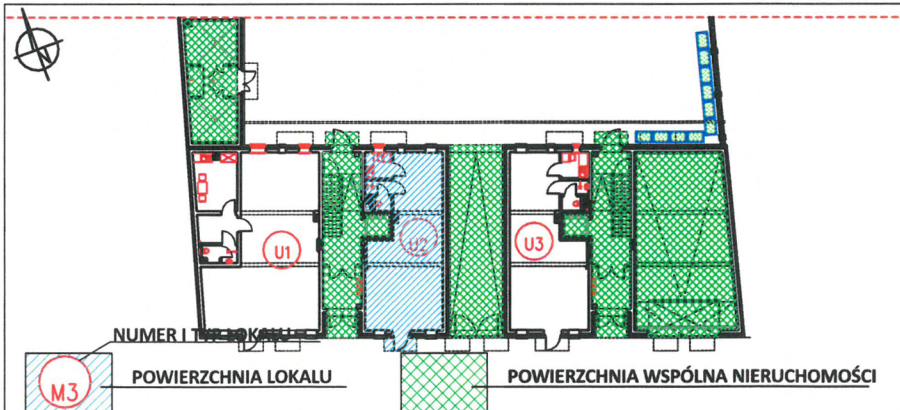 N
U1
U2
U3
NUMER I TYP LOKALU
M3
POWIERZCHNIA LOKALU
POWIERZCHNIA WSPÓLNA NIERUCHOMOŚCI